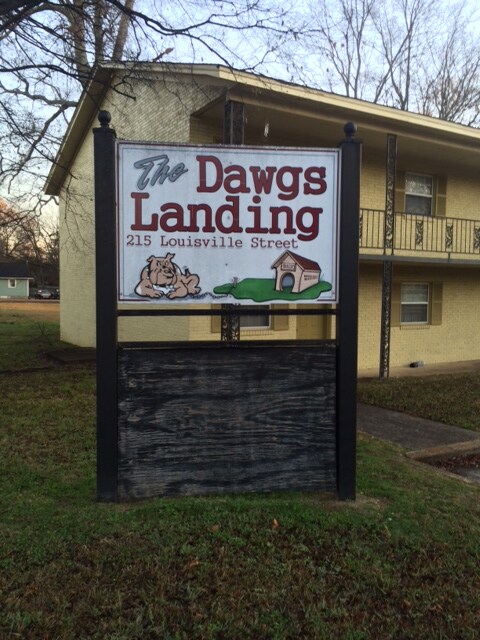 The Dawgs
Landing
215 Louisville Street